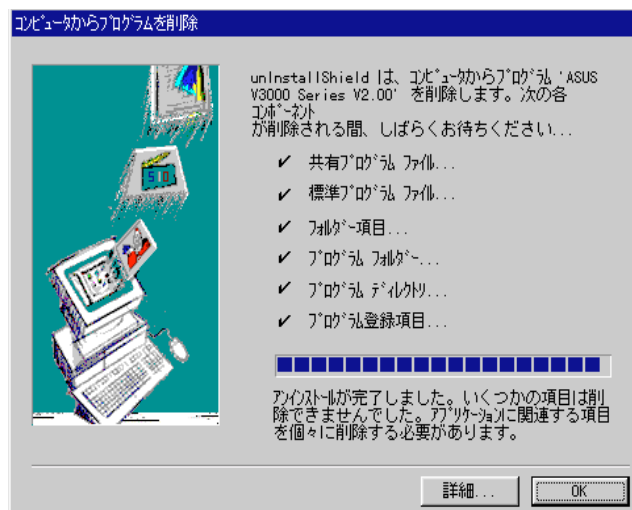 コンピュータからプログラムを削除
unInstallShield は、コンピュータからプログラム 'ASUS
V3000 Series V2.00' を削除します。次の各
コンポーネント
が削除される間、しばらくお待ちください...
✔ 共有プログラム ファイル...
✔ 標準プログラム ファイル...
✔ フォルダー項目...
✔ プログラム フォルダー...
✔ プログラム ディレクトリ...
✔ プログラム登録項目...
アンインストールが完了しました。いくつかの項目は削
除できませんでした。アプリケーションに関連する項目
を個々に削除する必要があります。
詳細...
OK